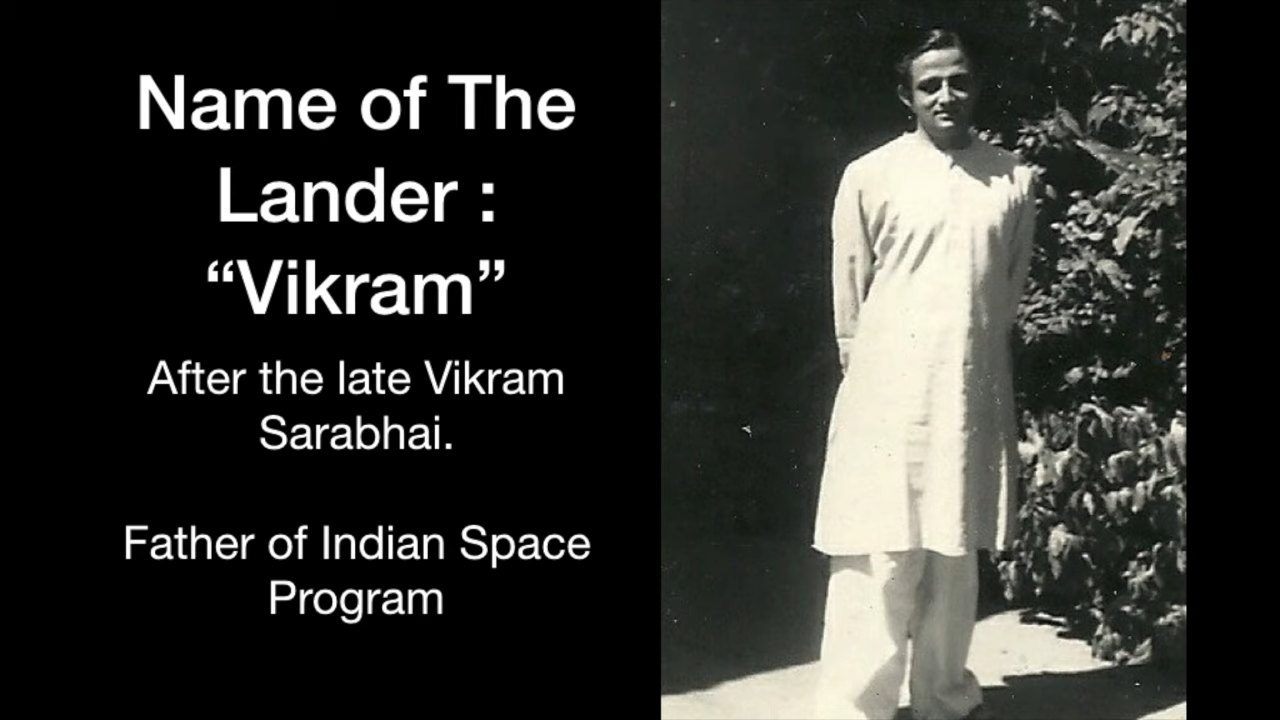 Name of The
Lander :
“Vikram”
After the late Vikram
Sarabhai.
Father of Indian Space
Program